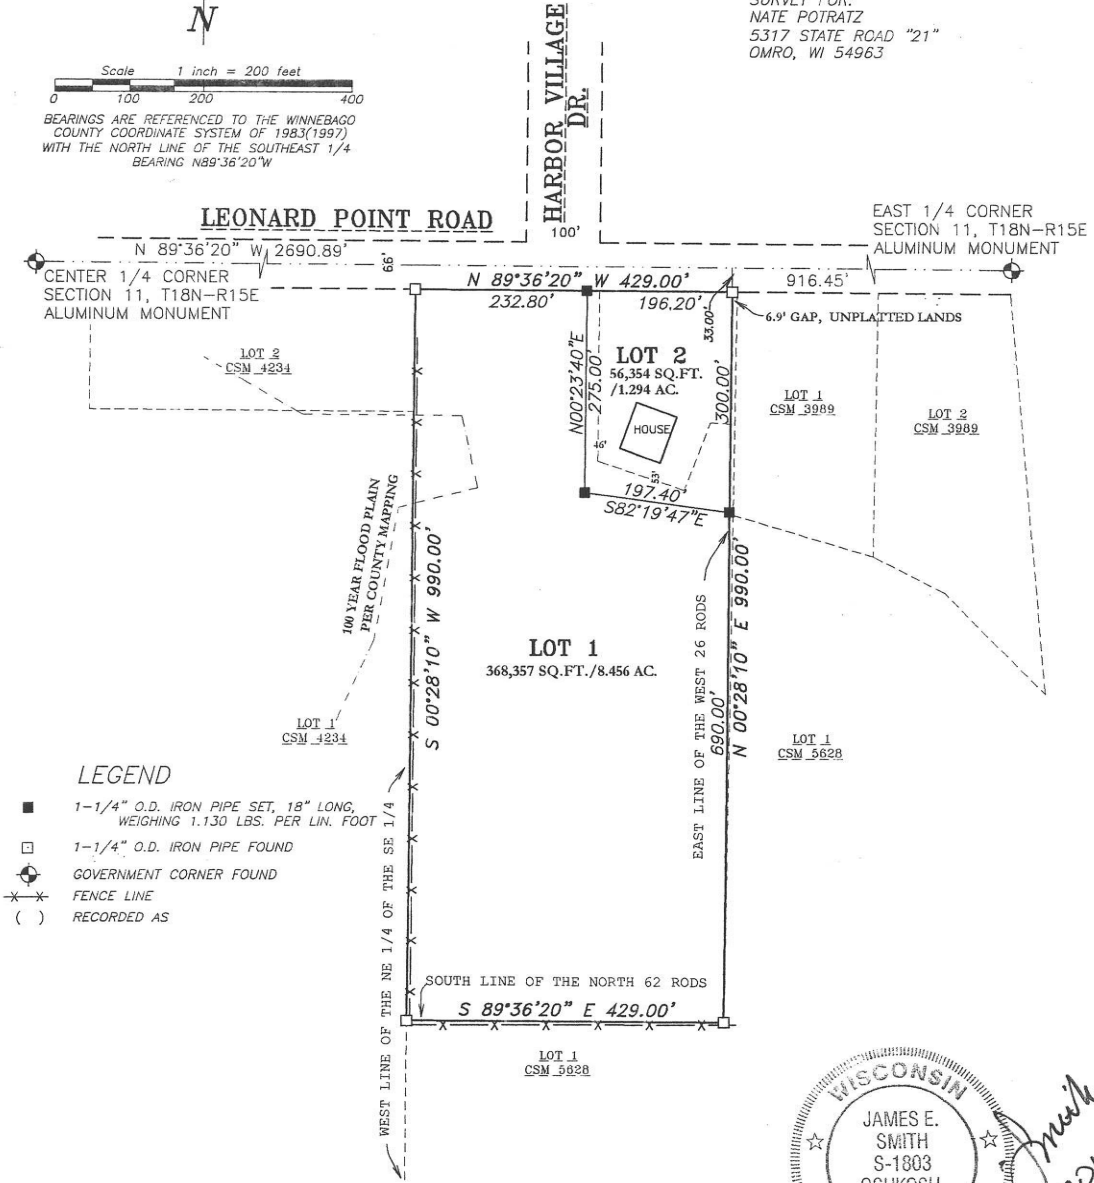 SURVEY FOR:
NATE POTRATZ
5317 STATE ROAD "21"
OMRO, WI 54963
N
Scale 1 inch = 200 feet
0 100 200 400
BEARINGS ARE REFERENCED TO THE WINNEBAGO
COUNTY COORDINATE SYSTEM OF 1983(1997)
WITH THE NORTH LINE OF THE SOUTHEAST 1/4
BEARING N89°36'20"W
HARBOR VILLAGE
DR.
100'
LEONARD POINT ROAD
N 89°36'20" W 2690.89'
66'
EAST 1/4 CORNER
SECTION 11, T18N-R15E
ALUMINUM MONUMENT
CENTER 1/4 CORNER
SECTION 11, T18N-R15E
ALUMINUM MONUMENT
N 89°36'20" W 429.00'
916.45'
232.80'
196.20'
33.00'
6.9' GAP, UNPLATTED LANDS
LOT 2
CSM 4234
LOT 2
56,354 SQ.FT.
/1.294 AC.
N00°23'40"E
275.00'
300.00'
HOUSE
46'
53'
LOT 1
CSM 3989
LOT 2
CSM 3989
197.40'
S82°19'47"E
100 YEAR FLOOD PLAIN
PER COUNTY MAPPING
S 00°28'10" W 990.00'
LOT 1
368,357 SQ.FT./8.456 AC.
EAST LINE OF THE WEST 26 RODS
690.00'
N 00°28'10" E 990.00'
LOT 1
CSM 4234
LOT 1
CSM 5628
LEGEND
1-1/4" O.D. IRON PIPE SET, 18" LONG,
WEIGHING 1.130 LBS. PER LIN. FOOT
1-1/4" O.D. IRON PIPE FOUND
GOVERNMENT CORNER FOUND
FENCE LINE
( ) RECORDED AS
WEST LINE OF THE NE 1/4 OF THE SE 1/4
SOUTH LINE OF THE NORTH 62 RODS
S 89°36'20" E 429.00'
LOT 1
CSM 5628
WISCONSIN
JAMES E.
SMITH
S-1803
OSHKOSH